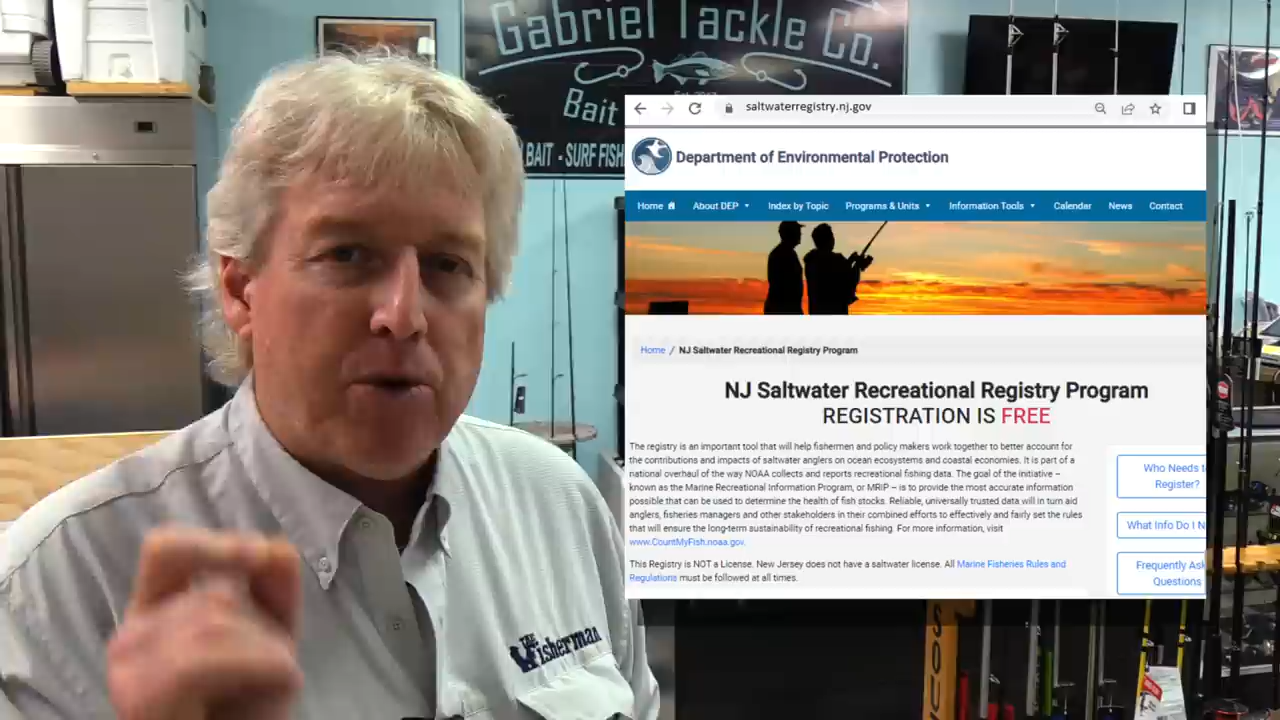 Gabriel Tackle Co.
Bait
BAIT - SURF FISH
saltwaterregistry.nj.gov
Department of Environmental Protection
Home About DEP Index by Topic Programs & Units Information Tools Calendar News Contact
Home / NJ Saltwater Recreational Registry Program
NJ Saltwater Recreational Registry Program
REGISTRATION IS FREE
The registry is an important tool that will help fishermen and policy makers work together to better account for
the contributions and impacts of saltwater anglers on ocean ecosystems and coastal economies. It is part of a
national overhaul of the way NOAA collects and reports recreational fishing data. The goal of the initiative –
known as the Marine Recreational Information Program, or MRIP – is to provide the most accurate information
possible that can be used to determine the health of fish stocks. Reliable, universally trusted data will in turn aid
anglers, fisheries managers and other stakeholders in their combined efforts to effectively and fairly set the rules
that will ensure the long-term sustainability of recreational fishing. For more information, visit
www.CountMyFish.noaa.gov.
This Registry is NOT a License. New Jersey does not have a saltwater license. All Marine Fisheries Rules and
Regulations must be followed at all times.
Who Needs t
Register?
What Info Do I N
Frequently Ask
Questions
The Fisherman